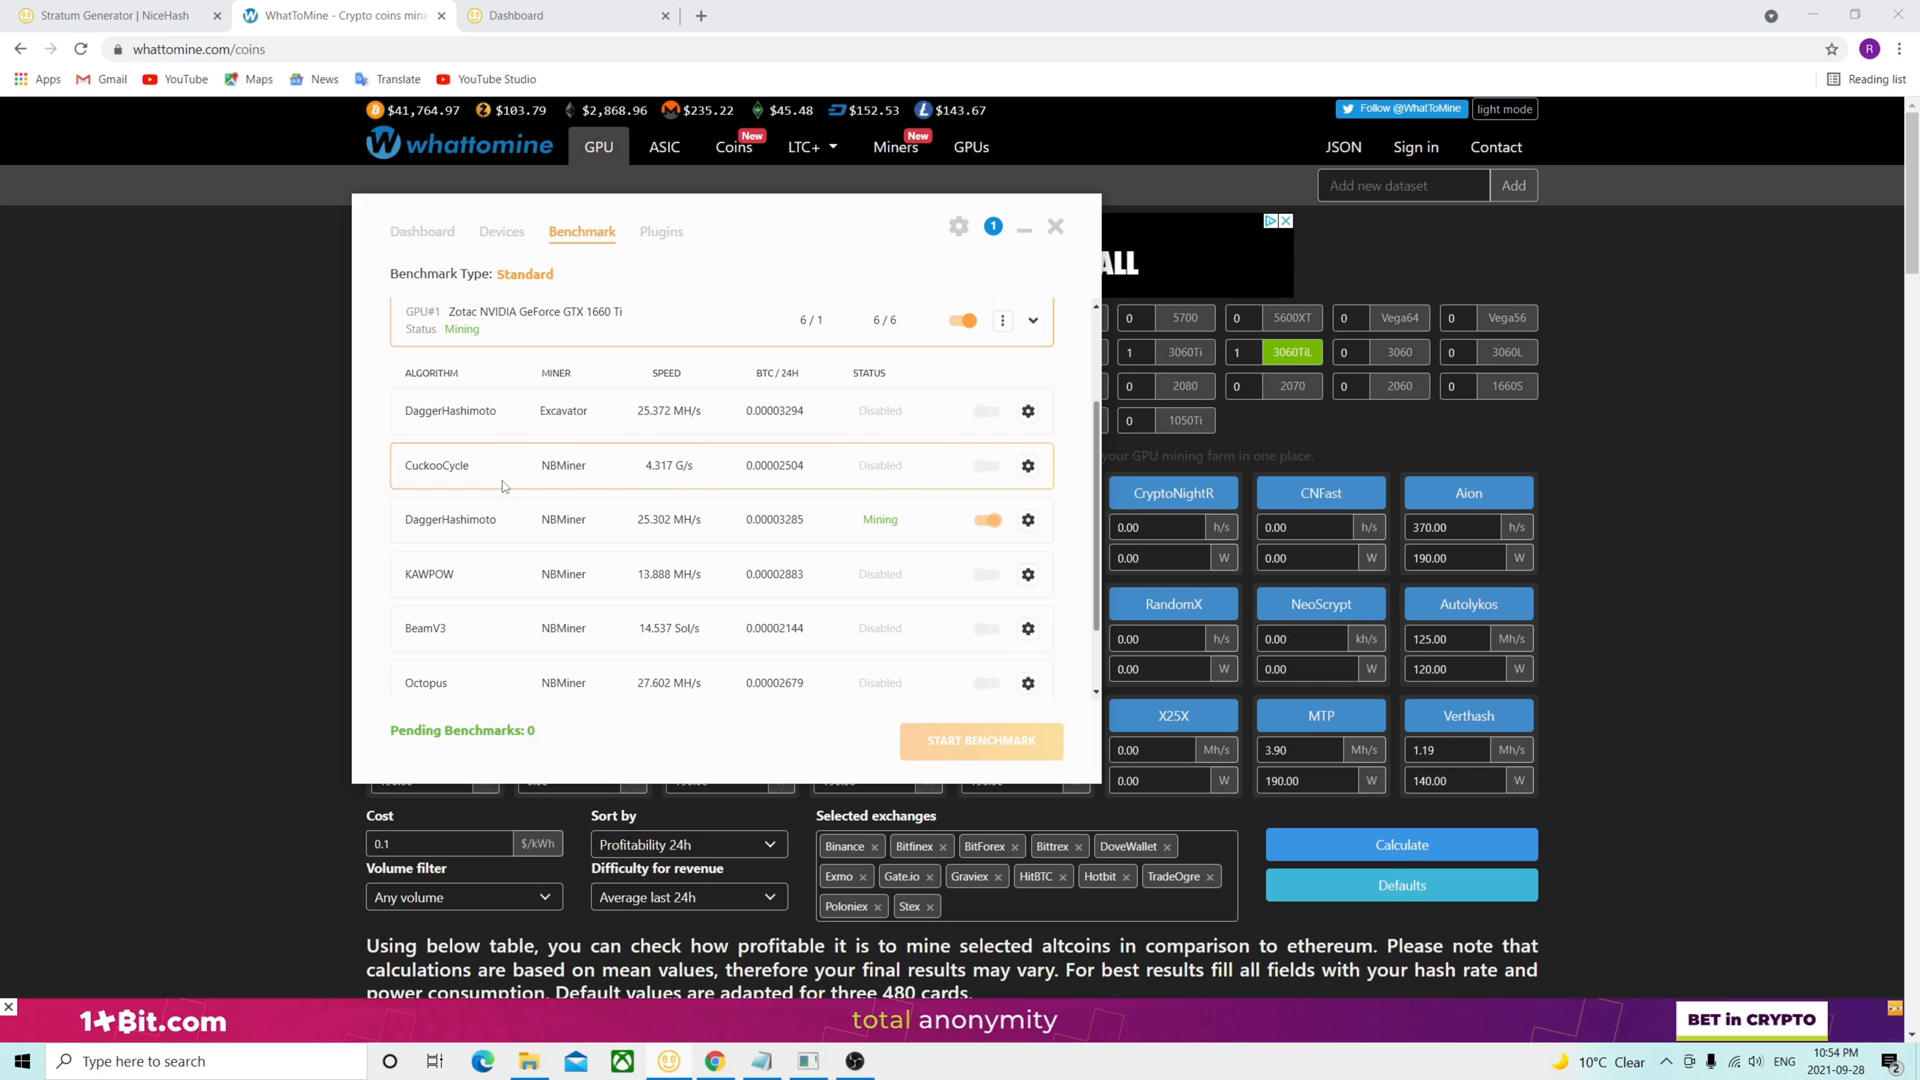 Stratum Generator | NiceHash
WhatToMine - Crypto coins mini
Dashboard
whattomine.com/coins
R
Apps Gmail YouTube Maps News Translate YouTube Studio Reading list
$41,764.97 $103.79 $2,868.96 $235.22 $45.48 $152.53 $143.67
Follow @WhatToMine light mode
whattomine GPU ASIC Coins New LTC+ Miners New GPUs JSON Sign in Contact
Add new dataset Add
Dashboard Devices Benchmark Plugins 1
Benchmark Type: Standard
ALL
GPU#1 Zotac NVIDIA GeForce GTX 1660 Ti
Status Mining
6 / 1 6 / 6
ALGORITHM MINER SPEED BTC / 24H STATUS
DaggerHashimoto Excavator 25.372 MH/s 0.00003294 Disabled
CuckooCycle NBMiner 4.317 G/s 0.00002504 Disabled
DaggerHashimoto NBMiner 25.302 MH/s 0.00003285 Mining
KAWPOW NBMiner 13.888 MH/s 0.00002883 Disabled
BeamV3 NBMiner 14.537 Sol/s 0.00002144 Disabled
Octopus NBMiner 27.602 MH/s 0.00002679 Disabled
Pending Benchmarks: 0
START BENCHMARK
0 5700 0 5600XT 0 Vega64 0 Vega56
1 3060Ti 1 3060TiL 0 3060 0 3060L
0 2080 0 2070 0 2060 0 1660S
0 1050Ti
your GPU mining farm in one place.
CryptoNightR CNFast Aion
0.00 h/s 0.00 h/s 370.00 h/s
0.00 W 0.00 W 190.00 W
RandomX NeoScrypt Autolykos
0.00 h/s 0.00 kh/s 125.00 Mh/s
0.00 W 0.00 W 120.00 W
X25X MTP Verthash
0.00 Mh/s 3.90 Mh/s 1.19 Mh/s
0.00 W 190.00 W 140.00 W
Cost Sort by Selected exchanges
0.1 $/kWh Profitability 24h
Binance × Bitfinex × BitForex × Bittrex × DoveWallet ×
Exmo × Gate.io × Graviex × HitBTC × Hotbit × TradeOgre ×
Poloniex × Stex ×
Calculate
Defaults
Volume filter Difficulty for revenue
Any volume Average last 24h
Using below table, you can check how profitable it is to mine selected altcoins in comparison to ethereum. Please note that
calculations are based on mean values, therefore your final results may vary. For best results fill all fields with your hash rate and
power consumption. Default values are adapted for three 480 cards.
1×Bit.com total anonymity BET in CRYPTO
Type here to search
10°C Clear ENG
10:54 PM
2021-09-28
2